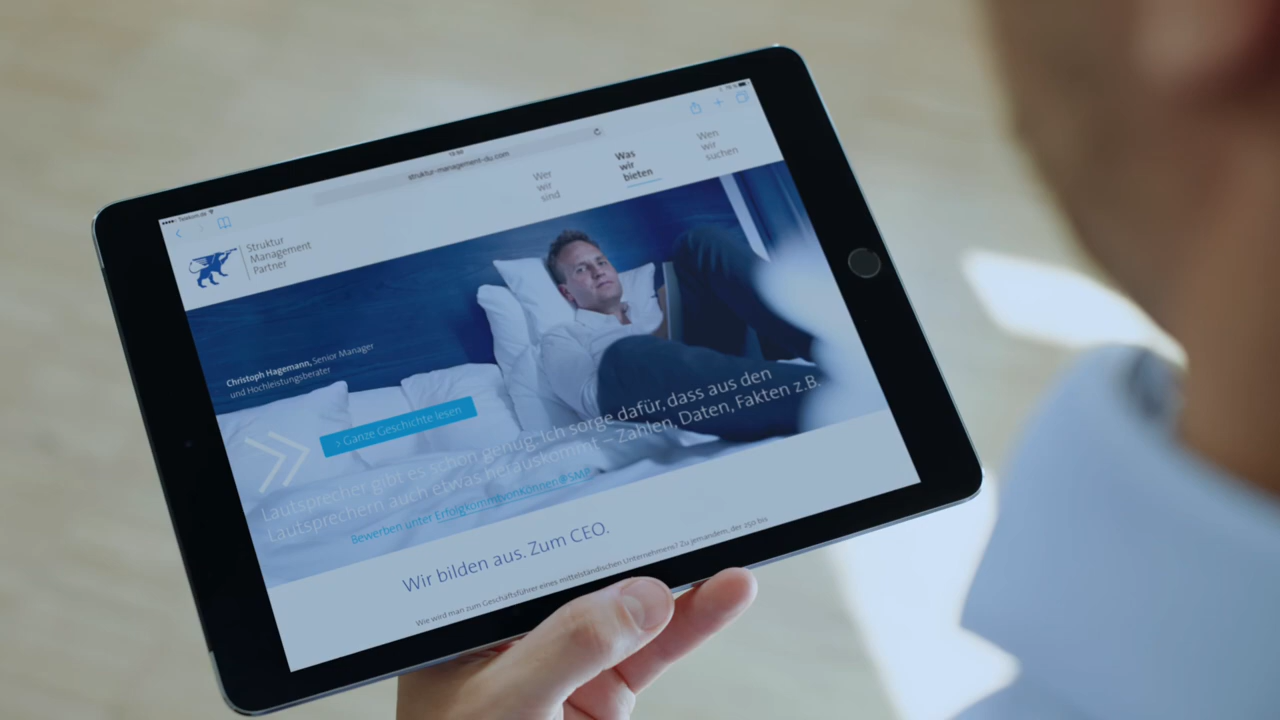 Telekom.de
struktur-management-du.com
Struktur
Management
Partner
Wer
wir
sind
Was
wir
bieten
Wen
wir
suchen
Christoph Hagemann, Senior Manager
und Hochleistungsberater
› Ganze Geschichte lesen
Lautsprecher gibt es schon genug. Ich sorge dafür, dass aus den
Lautsprechern auch etwas herauskommt – Zahlen, Daten, Fakten z.B.
Bewerben unter ErfolgkommtvonKönnen@SMP
Wir bilden aus. Zum CEO.
Wie wird man zum Geschäftsführer eines mittelständischen Unternehmens? Zu jemandem, der 250 bis